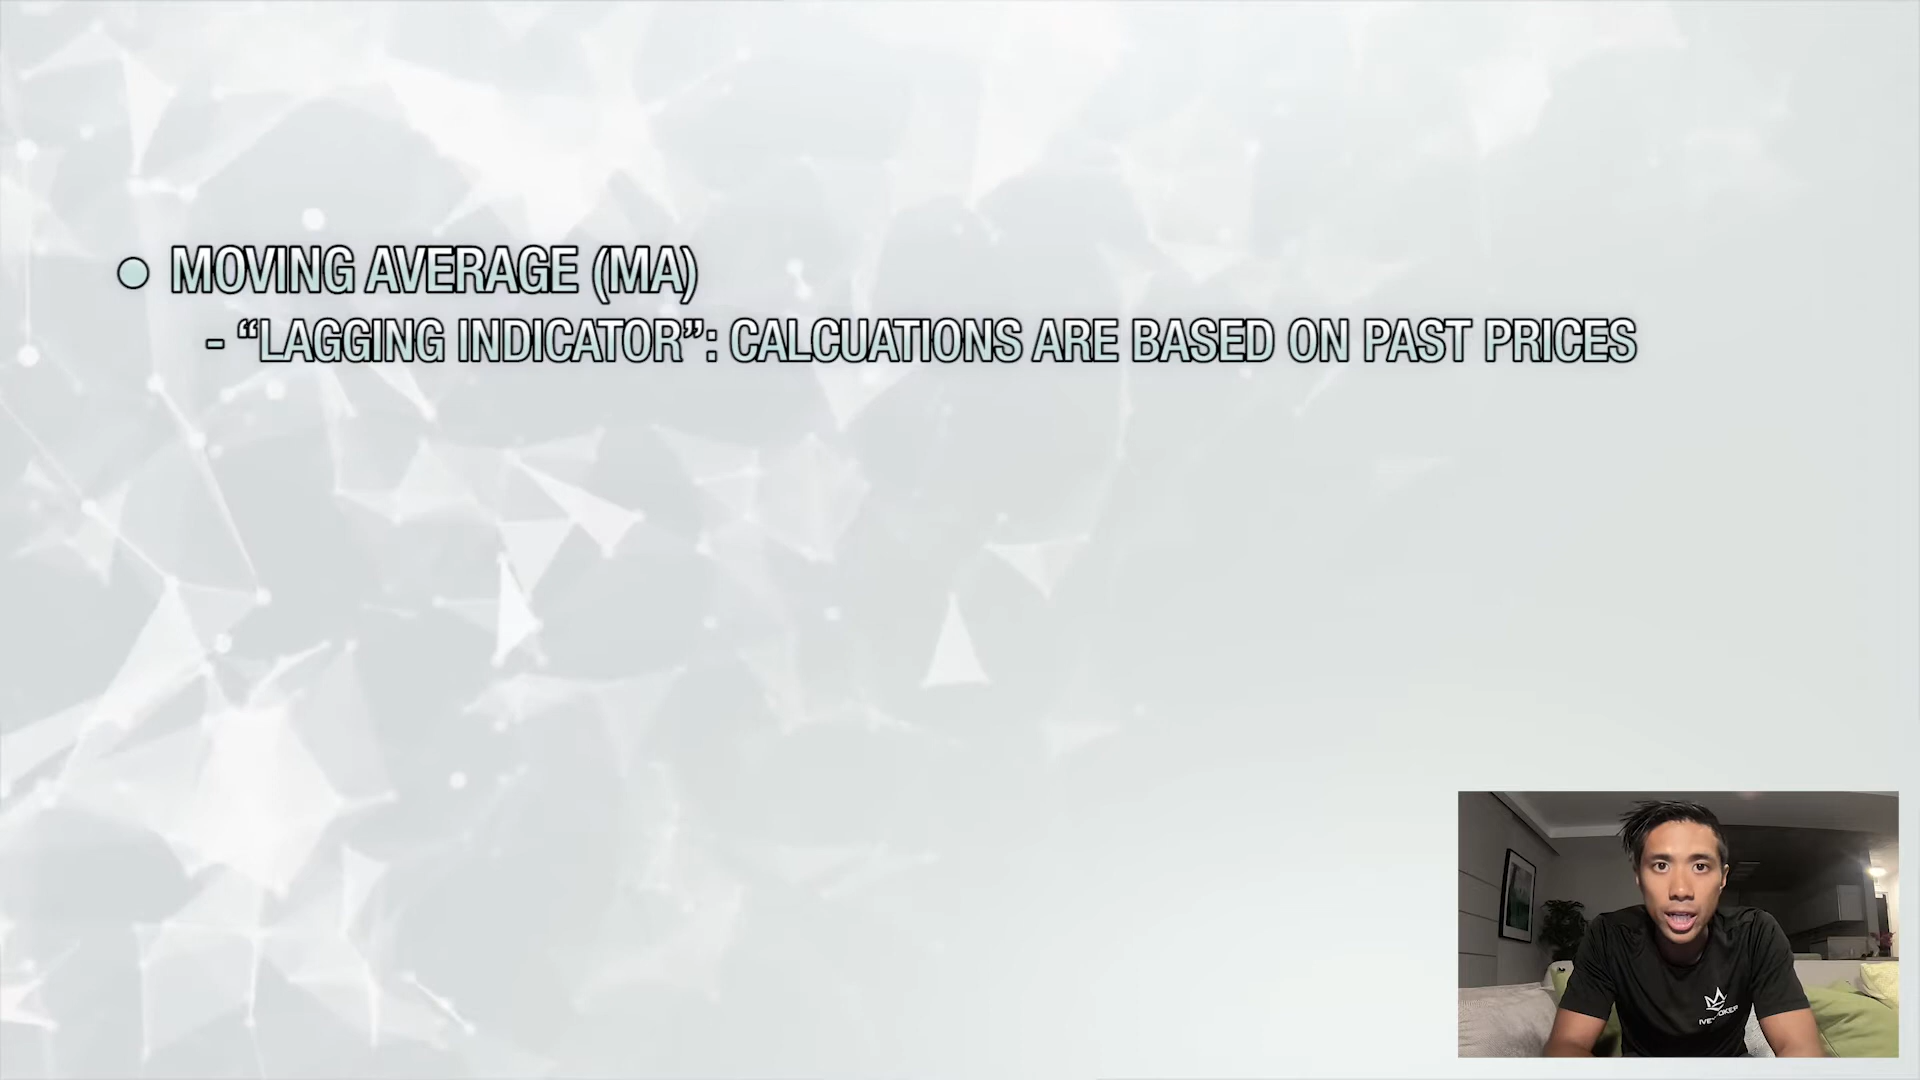 ● MOVING AVERAGE (MA)
- “LAGGING INDICATOR”: CALCUATIONS ARE BASED ON PAST PRICES